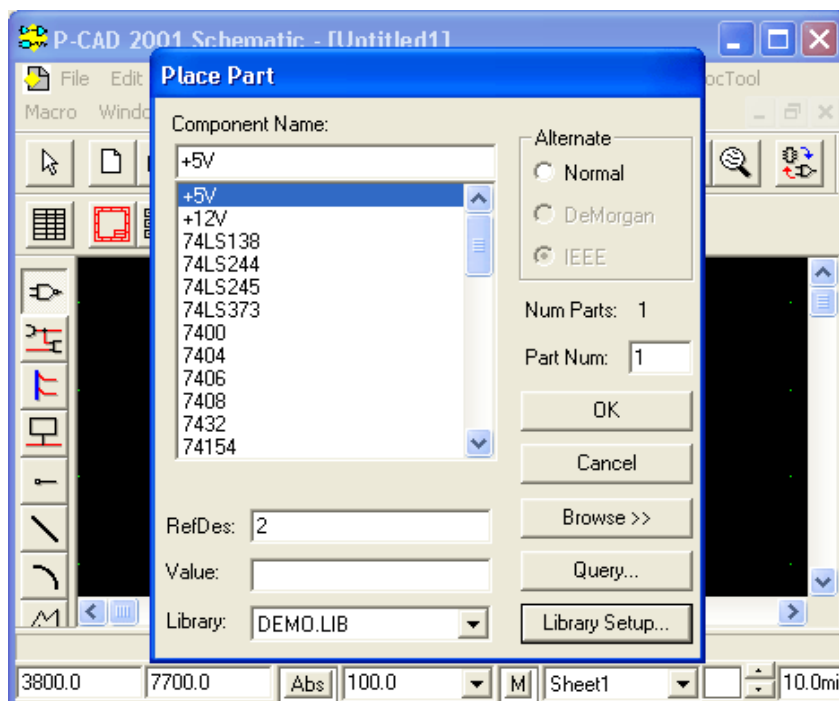 P-CAD 2001 Schematic - [Untitled1]
File Edit
ocTool
Macro
Place Part
Component Name:
+5V
+5V
+12V
74LS138
74LS244
74LS245
74LS373
7400
7404
7406
7408
7432
74154
Alternate
Normal
DeMorgan
IEEE
Num Parts: 1
Part Num: 1
OK
Cancel
Browse >>
Query...
Library Setup...
RefDes: 2
Value:
Library: DEMO.LIB
3800.0 7700.0 Abs 100.0 M Sheet1 10.0mi